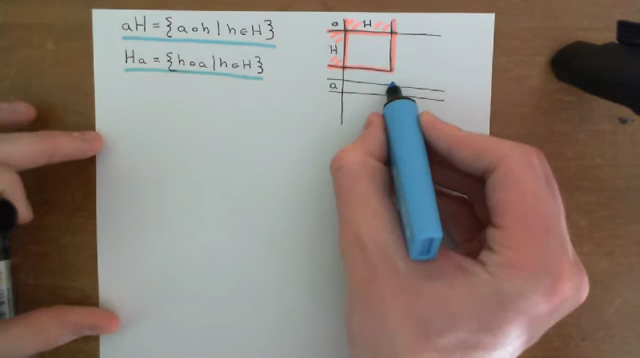 aH = {a∘h | h∈H}
Ha = {h∘a | h∈H}
∘ H
H
a